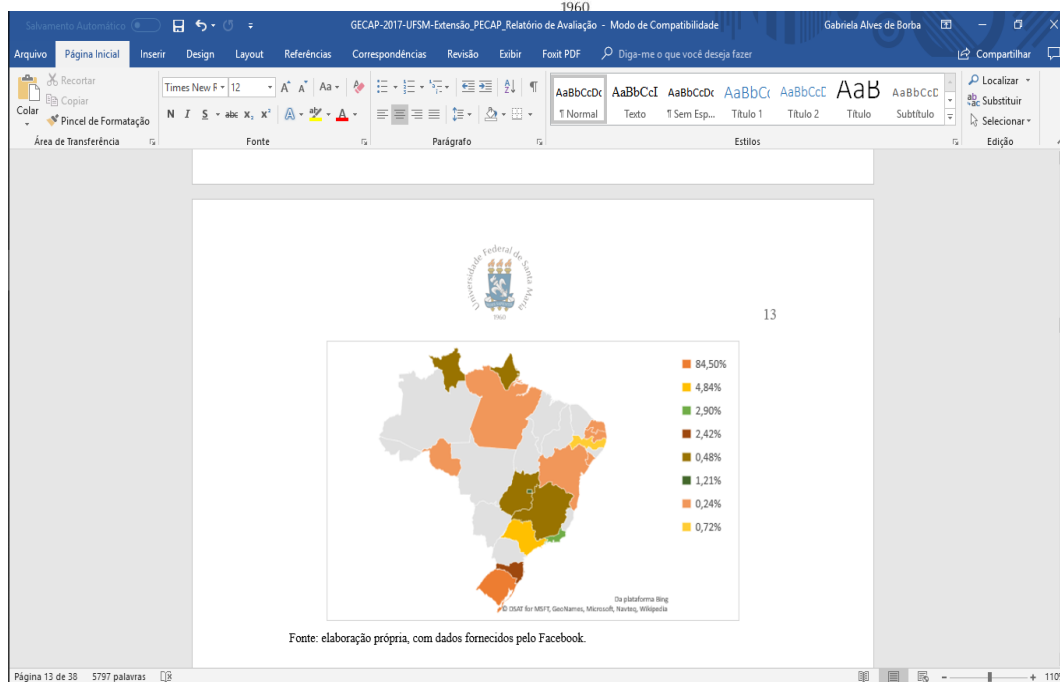 1960
Salvamento Automático
GECAP-2017-UFSM-Extensão_PECAP_Relatório de Avaliação - Modo de Compatibilidade
Gabriela Alves de Borba
Arquivo Página Inicial Inserir Design Layout Referências Correspondências Revisão Exibir Foxit PDF Diga-me o que você deseja fazer Compartilhar
Colar
Recortar
Copiar
Pincel de Formatação
Área de Transferência
Times New R 12
N I S abc X₂ X²
Fonte
Parágrafo
AaBbCcDc AaBbCcI AaBbCcDc AaBbCc AaBbCcC AaB AaBbCcC
¶ Normal Texto ¶ Sem Esp... Título 1 Título 2 Título Subtítulo
Estilos
Localizar
Substituir
Selecionar
Edição
Universidade Federal de Santa Maria
1960
13
84,50%
4,84%
2,90%
2,42%
0,48%
1,21%
0,24%
0,72%
Da plataforma Bing
© DSAT for MSFT, GeoNames, Microsoft, Navteq, Wikipedia
Fonte: elaboração própria, com dados fornecidos pelo Facebook.
Página 13 de 38 5797 palavras
110